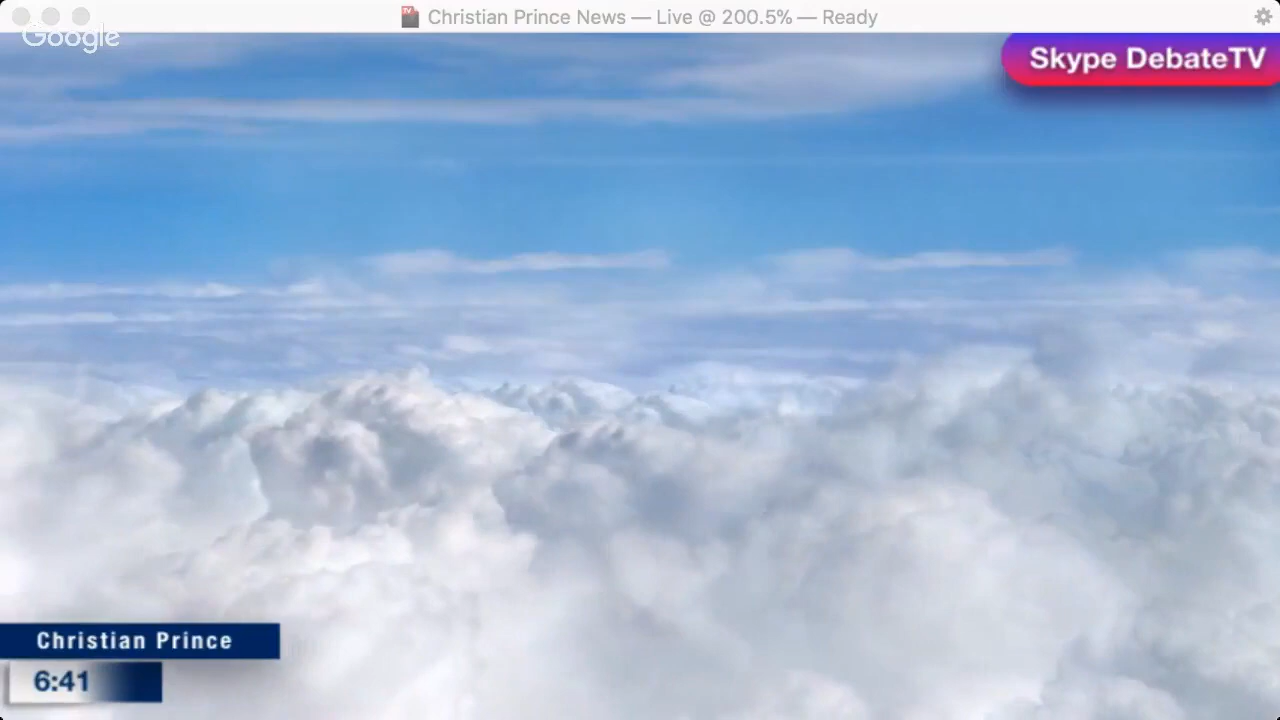 Christian Prince News — Live @ 200.5% — Ready
Google
Skype DebateTV
Christian Prince
6:41